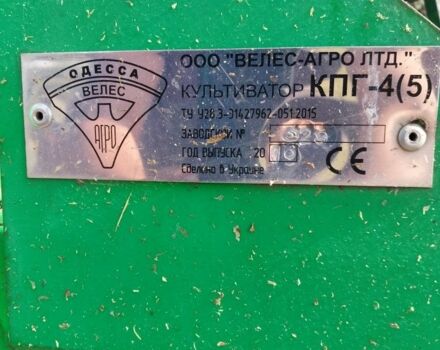 ОДЕССА
ВЕЛЕС
АГРО
ООО "ВЕЛЕС-АГРО ЛТД."
КУЛЬТИВАТОР КПГ-4(5)
ТУ У28.3-31427962-051:2015
ЗАВОДСКОЙ №
ГОД ВЫПУСКА 20
Сделано в Украине CE